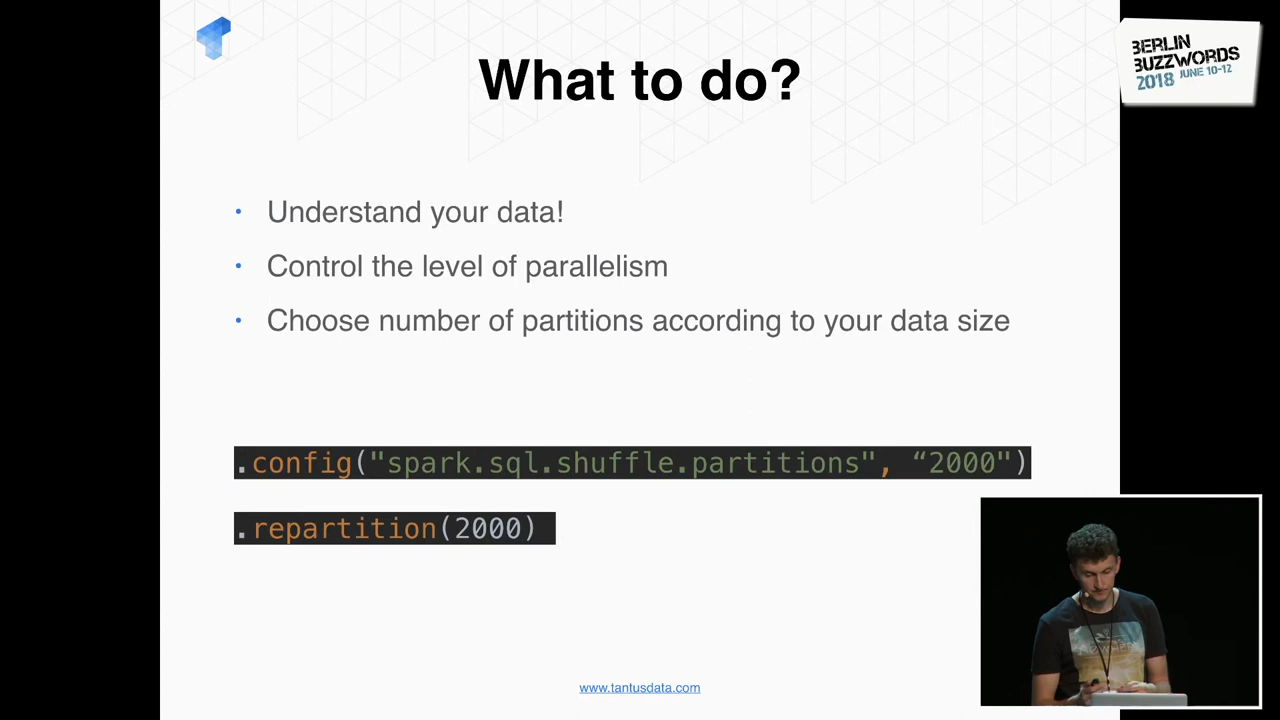 What to do?
BERLIN
BUZZWORDS
2018 JUNE 10-12
• Understand your data!
• Control the level of parallelism
• Choose number of partitions according to your data size
.config("spark.sql.shuffle.partitions", “2000")
.repartition(2000)
www.tantusdata.com